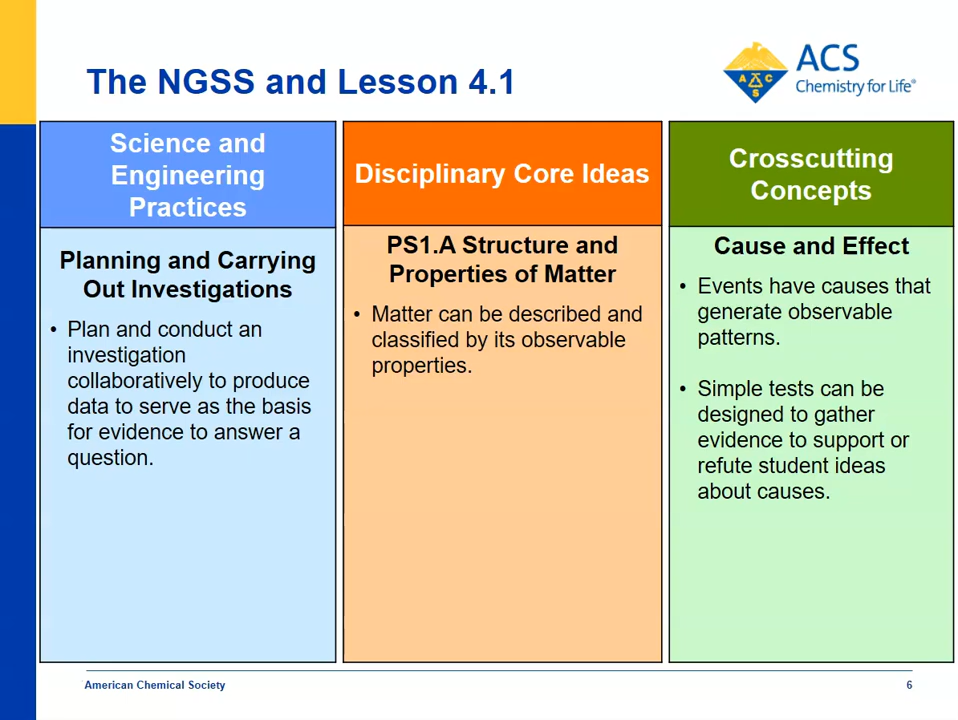 The NGSS and Lesson 4.1
A C S
ACS
Chemistry for Life®
Science and
Engineering
Practices
Planning and Carrying
Out Investigations
• Plan and conduct an
investigation
collaboratively to produce
data to serve as the basis
for evidence to answer a
question.
Disciplinary Core Ideas
PS1.A Structure and
Properties of Matter
• Matter can be described and
classified by its observable
properties.
Crosscutting
Concepts
Cause and Effect
• Events have causes that
generate observable
patterns.
• Simple tests can be
designed to gather
evidence to support or
refute student ideas
about causes.
American Chemical Society
6